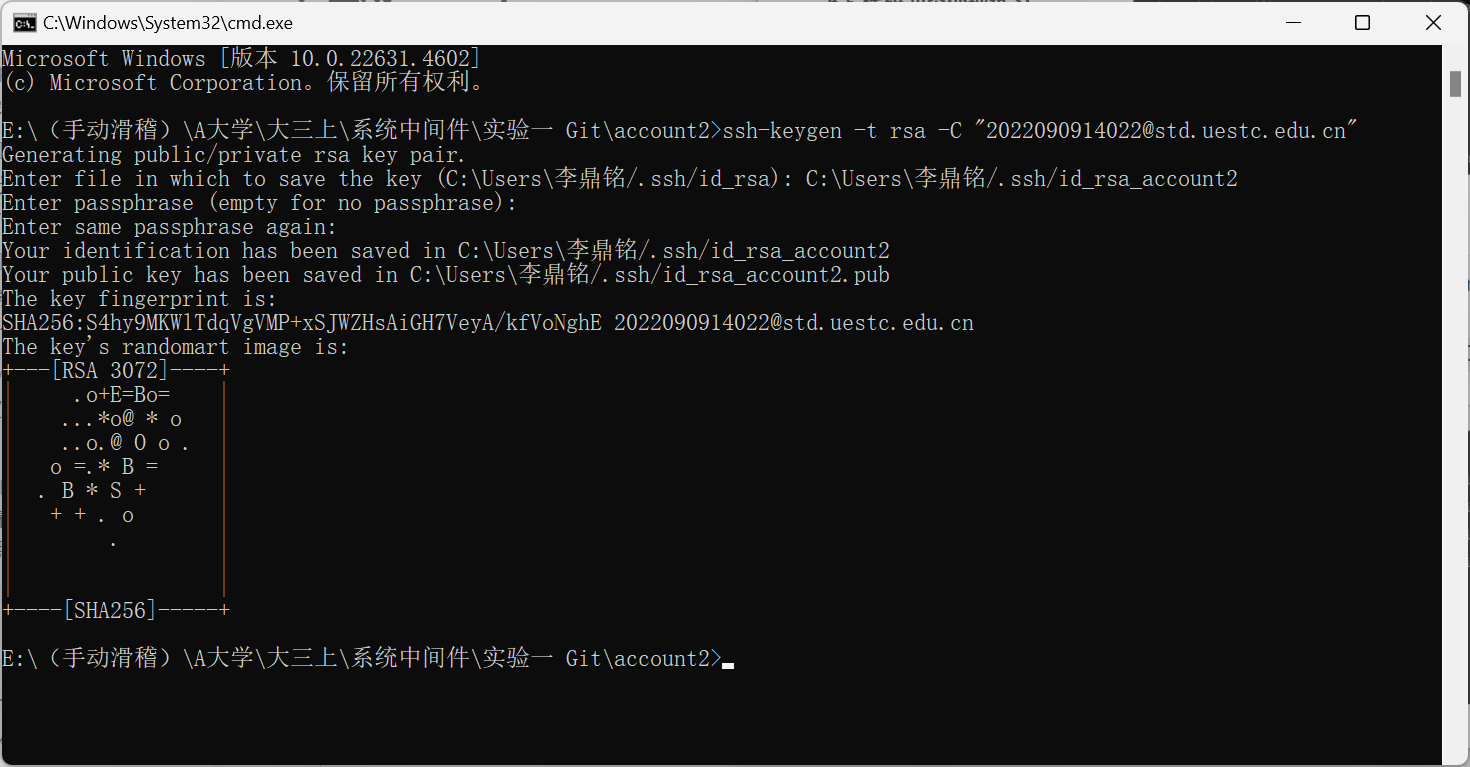 C:\Windows\System32\cmd.exe
Microsoft Windows [版本 10.0.22631.4602]
(c) Microsoft Corporation。保留所有权利。
E:\（手动滑稽）\A大学\大三上\系统中间件\实验一 Git\account2>ssh-keygen -t rsa -C "2022090914022@std.uestc.edu.cn"
Generating public/private rsa key pair.
Enter file in which to save the key (C:\Users\李鼎铭/.ssh/id_rsa): C:\Users\李鼎铭/.ssh/id_rsa_account2
Enter passphrase (empty for no passphrase):
Enter same passphrase again:
Your identification has been saved in C:\Users\李鼎铭/.ssh/id_rsa_account2
Your public key has been saved in C:\Users\李鼎铭/.ssh/id_rsa_account2.pub
The key fingerprint is:
SHA256:S4hy9MKWlTdqVgVMP+xSJWZHsAiGH7VeyA/kfVoNghE 2022090914022@std.uestc.edu.cn
The key's randomart image is:
+---[RSA 3072]----+
|     .o+E=Bo=    |
|    ...*o@ * o   |
|    ..o.@ O o .  |
|   o =.* B =     |
|  . B * S +      |
|   + + . o       |
|        .        |
|                 |
|                 |
+----[SHA256]-----+
E:\（手动滑稽）\A大学\大三上\系统中间件\实验一 Git\account2>